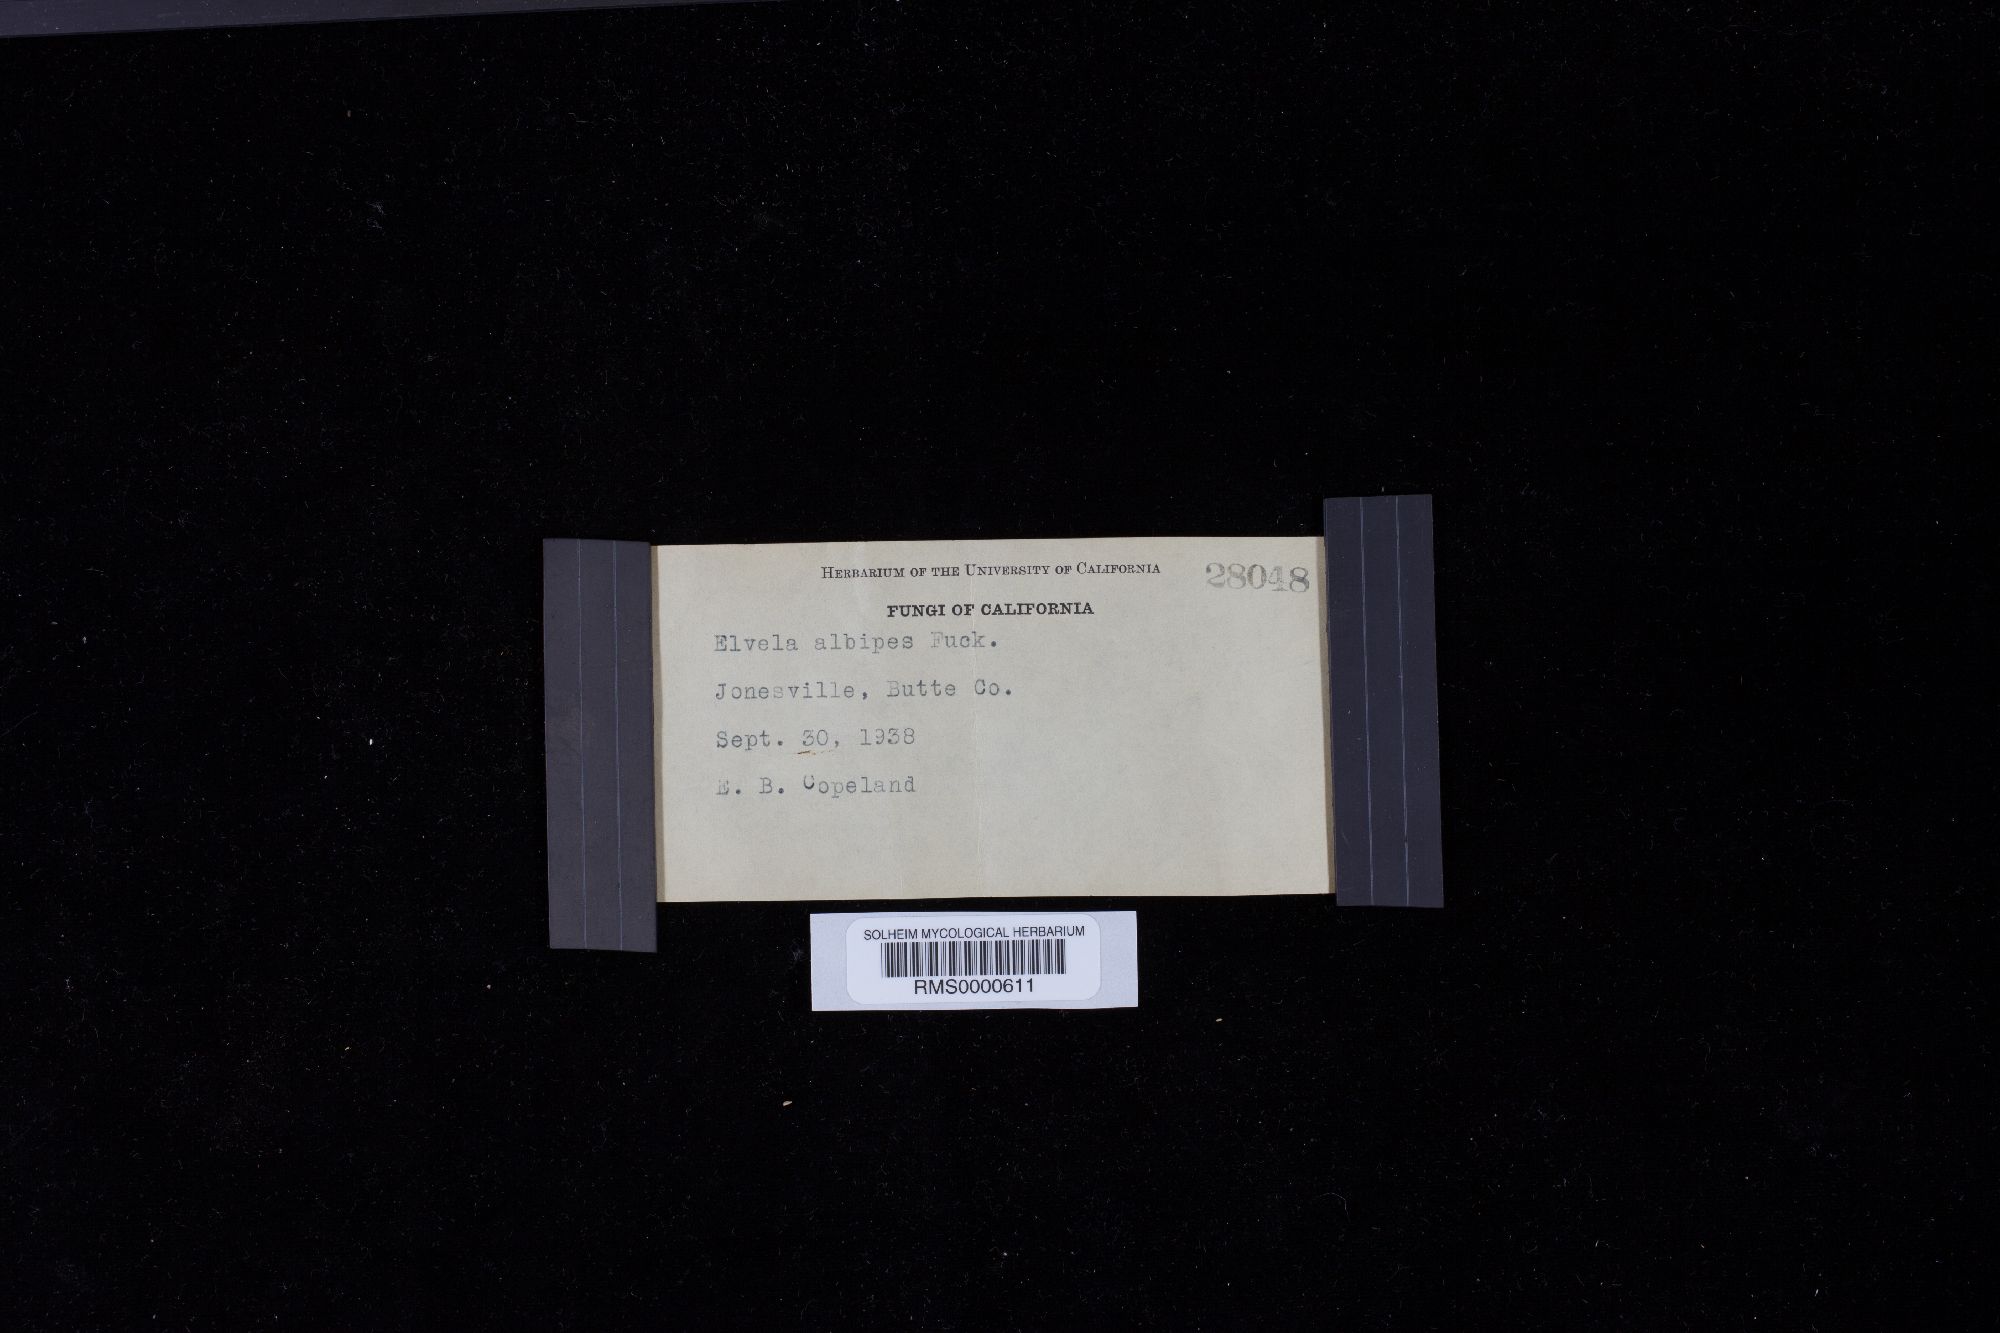 HERBARIUM OF THE UNIVERSITY OF CALIFORNIA
28048
FUNGI OF CALIFORNIA
Elvela albipes Fuck.
Jonesville, Butte Co.
Sept. 30, 1938
E. B. Copeland
SOLHEIM MYCOLOGICAL HERBARIUM
RMS0000611